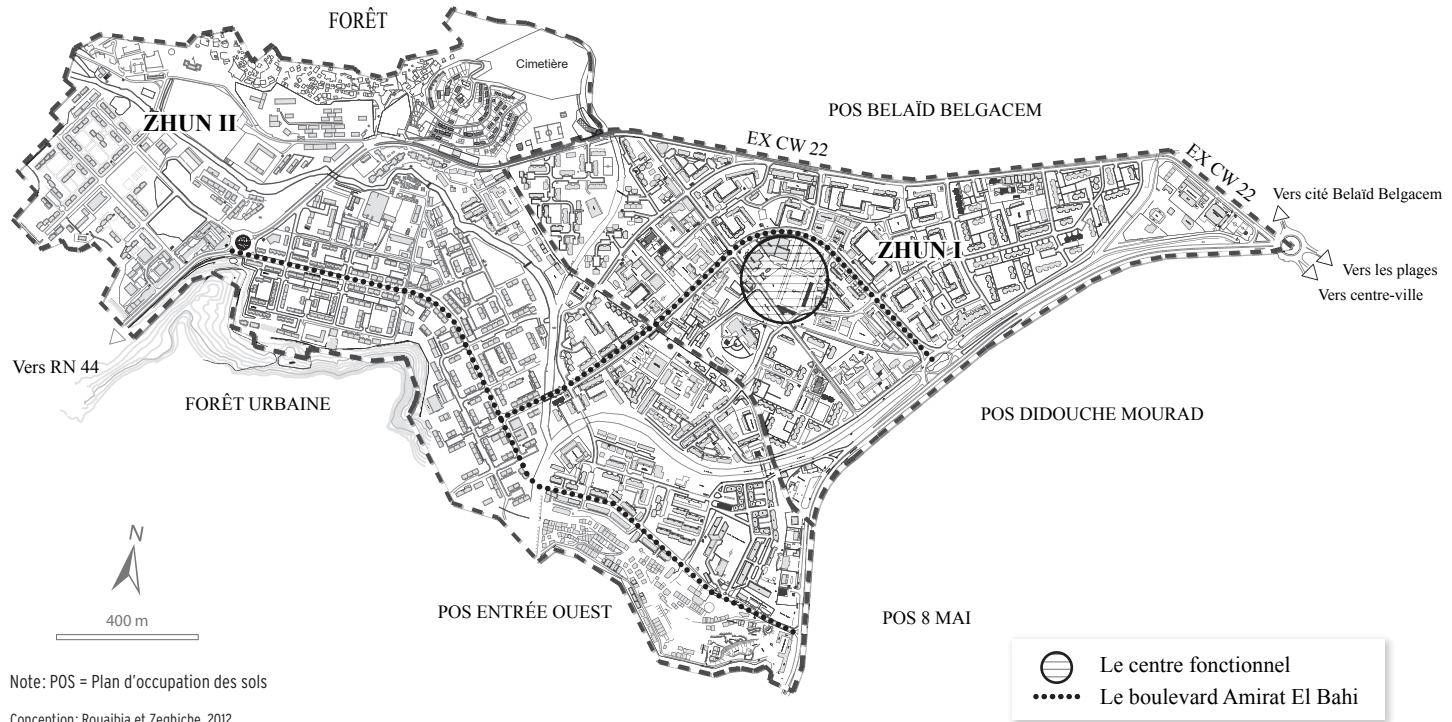 FORÊT
Cimetière
ZHUN II
POS BELAÏD BELGACEM
EX CW 22
EX CW 22
Vers cité Belaïd Belgacem
ZHUN I
Vers les plages
Vers centre-ville
Vers RN 44
FORÊT URBAINE
POS DIDOUCHE MOURAD
N
400 m
POS ENTRÉE OUEST
POS 8 MAI
Le centre fonctionnel
Le boulevard Amirat El Bahi
Note: POS = Plan d'occupation des sols
Conception: Rouaibia et Zeghiche, 2012